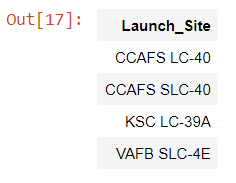 Out[17]: Launch_Site
CCAFS LC-40
CCAFS SLC-40
KSC LC-39A
VAFB SLC-4E